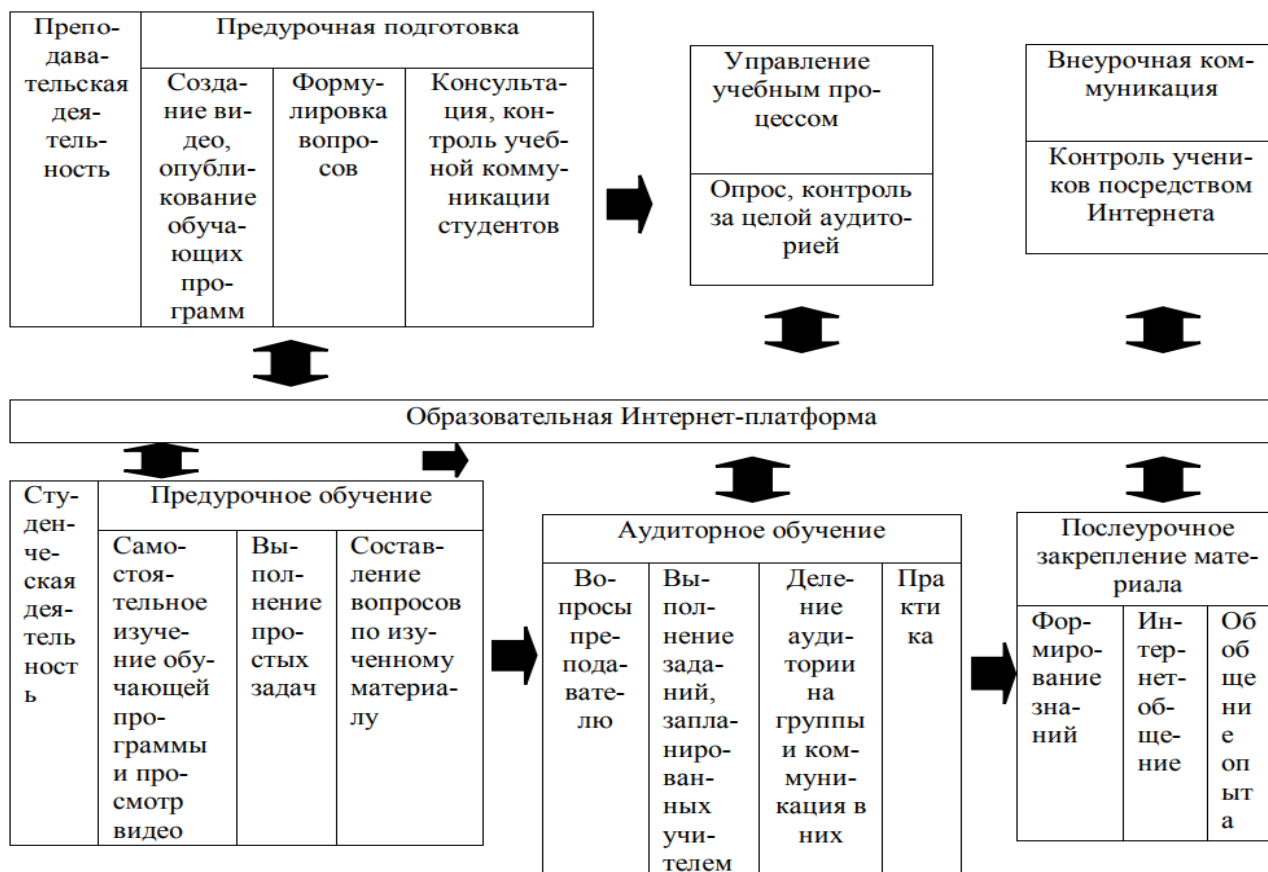 Препо-
дава-
тельская
дея-
тель-
ность
Предурочная подготовка
Созда-
ние ви-
део,
опубли-
кование
обуча-
ющих
про-
грамм
Форму-
лировка
вопро-
сов
Консульта-
ция, кон-
троль учеб-
ной комму-
никации
студентов
Управление
учебным про-
цессом
Опрос, контроль
за целой аудито-
рией
Внеурочная ком-
муникация
Контроль учени-
ков посредством
Интернета
Образовательная Интернет-платформа
Сту-
ден-
че-
ская
дея-
тель
ност
ь
Предурочное обучение
Само-
стоя-
тельное
изуче-
ние обу-
чающей
про-
граммы
и про-
смотр
видео
Вы-
пол-
нение
про-
стых
задач
Состав-
ление
вопросов
по изу-
ченному
материа-
лу
Аудиторное обучение
Во-
просы
пре-
пода-
вате-
лю
Вы-
пол-
нение
зада-
ний,
запла-
ниро-
ван-
ных
учи-
телем
Деле-
ние
ауди-
тории
на
группы
и ком-
муни-
кация в
них
Пра
кти
ка
Послеурочное
закрепление мате-
риала
Фор-
миро-
вание
зна-
ний
Ин-
тер-
нет-
об-
ще-
ние
Об
об
ще
ни
е
оп
ыт
а